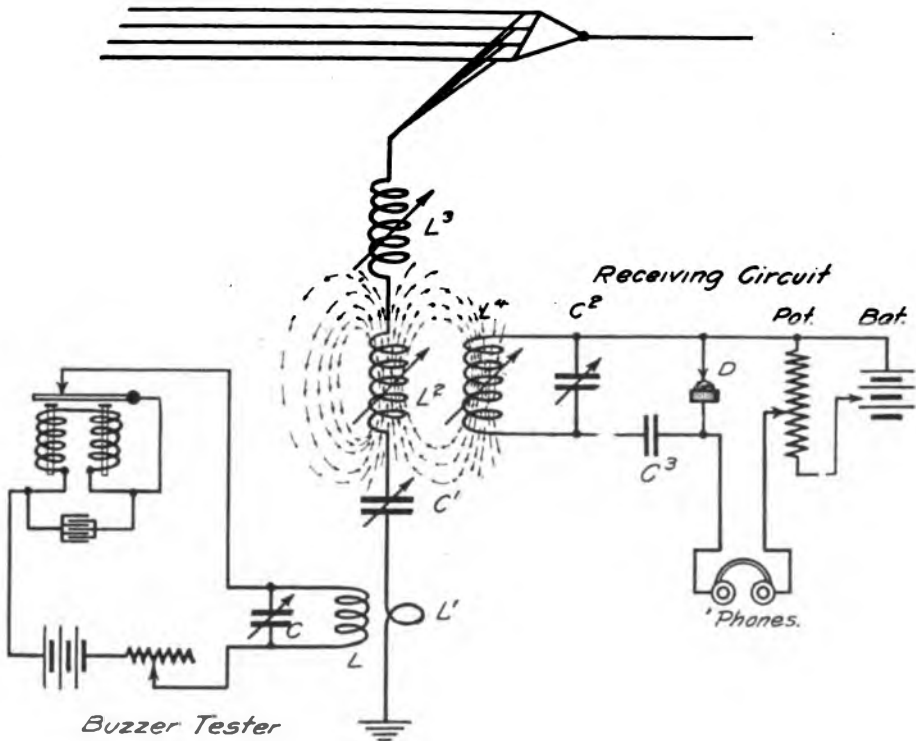 L³
Receiving Circuit
L⁴
C²
Pot.
Bat.
L²
D
C³
C'
C
L
L'
'Phones.
Buzzer Tester